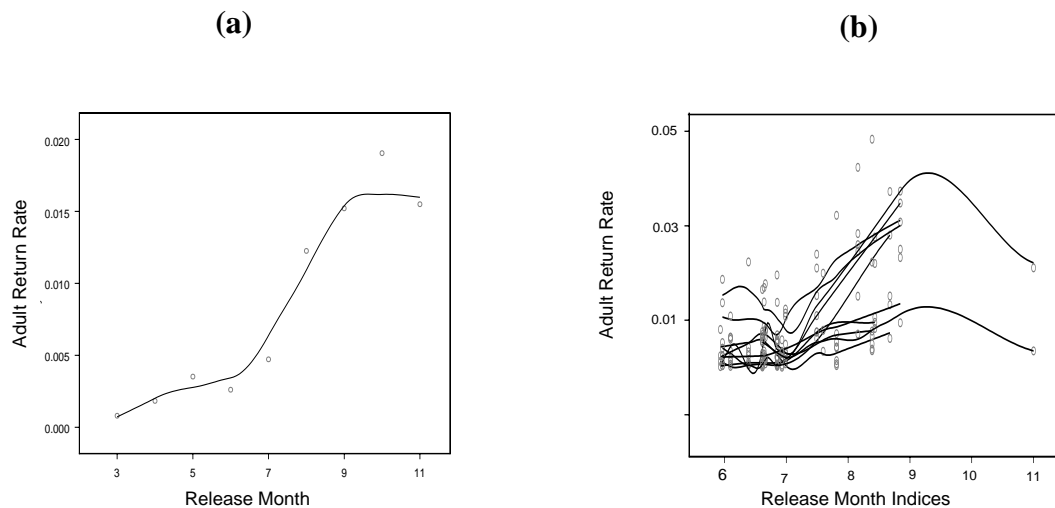 (a)
(b)
Adult Return Rate
0.020
0.015
0.010
0.005
0.000
3 5 7 9 11
Release Month
Adult Return Rate
0.05
0.03
0.01
6 7 8 9 10 11
Release Month Indices